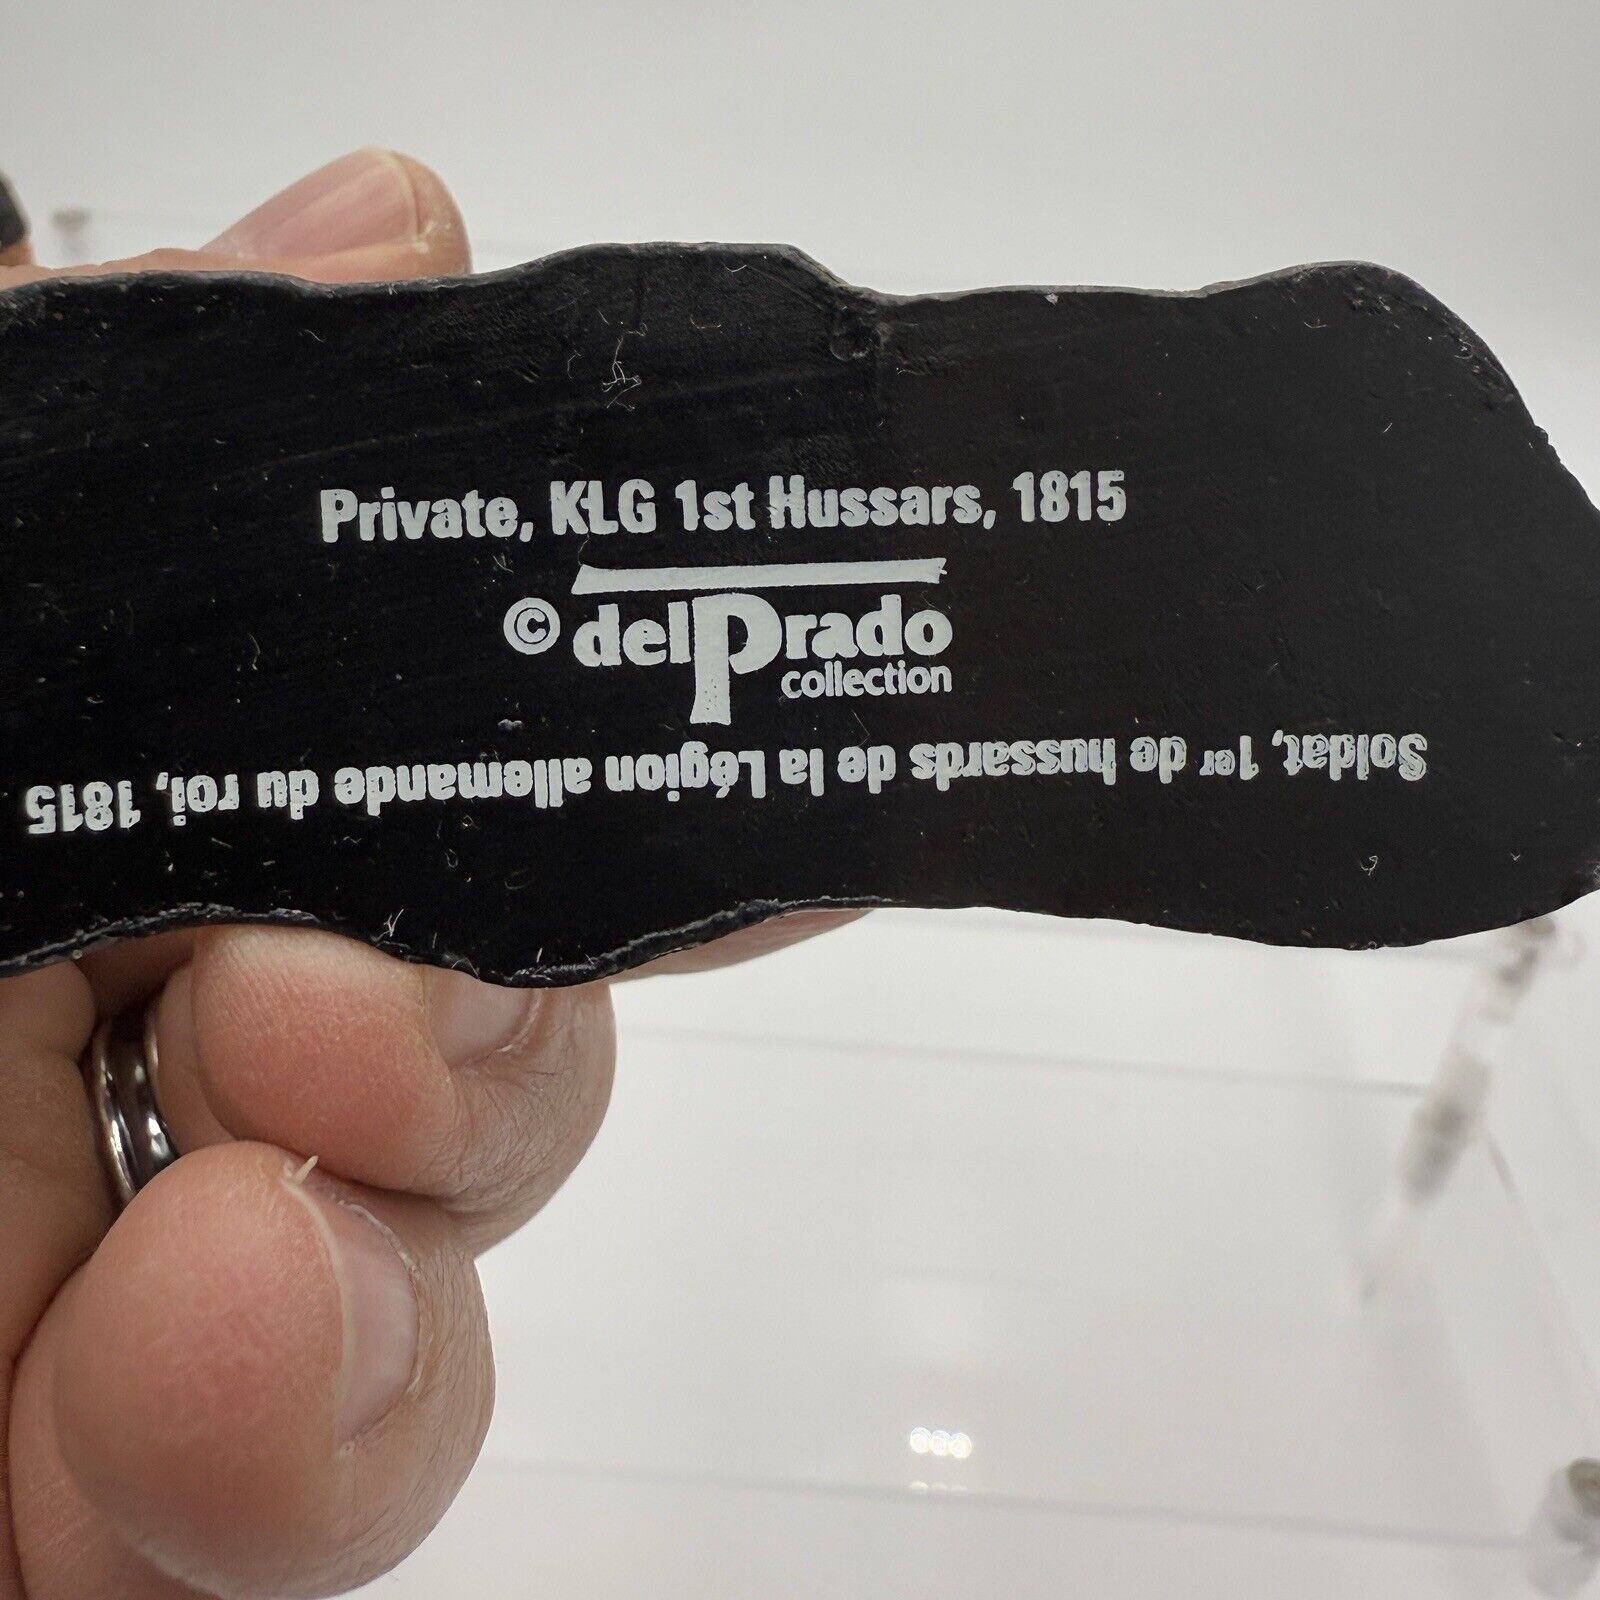 Private, KLG 1st Hussars, 1815
© delPrado
collection
Soldat, 1er de hussards de la Légion allemande du roi, 1815